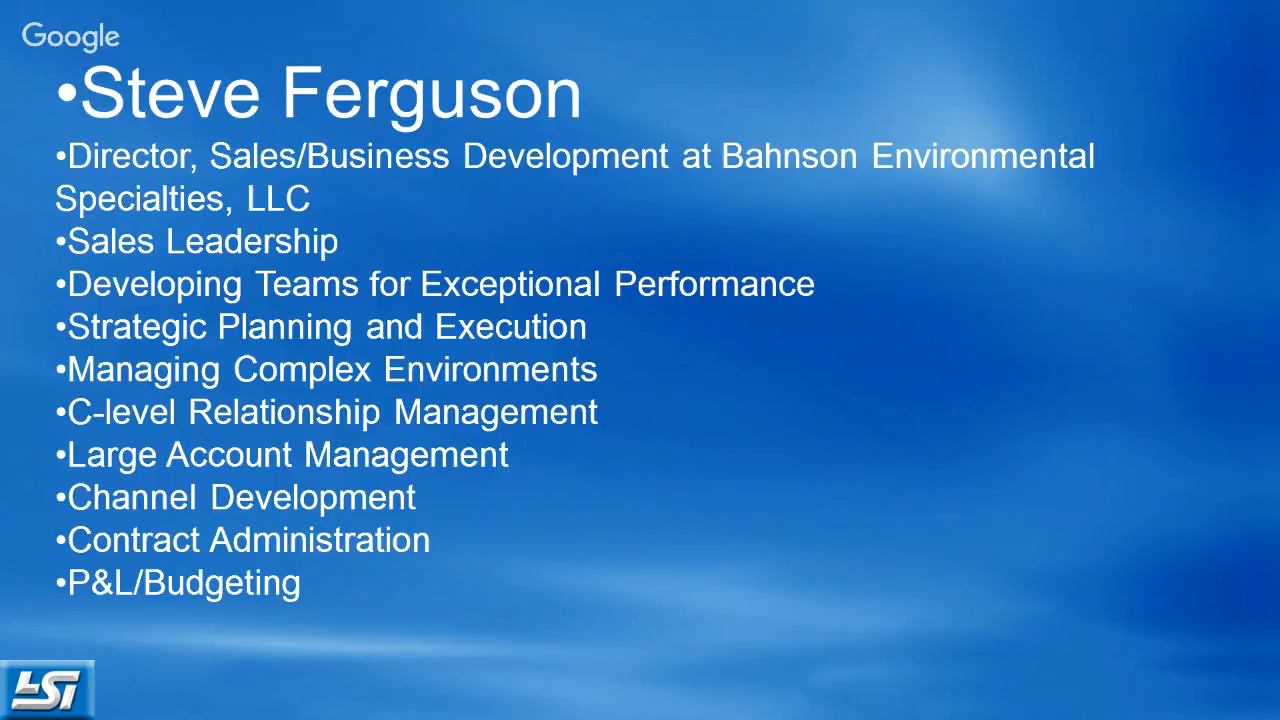 Google
•Steve Ferguson
•Director, Sales/Business Development at Bahnson Environmental
Specialties, LLC
•Sales Leadership
•Developing Teams for Exceptional Performance
•Strategic Planning and Execution
•Managing Complex Environments
•C-level Relationship Management
•Large Account Management
•Channel Development
•Contract Administration
•P&L/Budgeting